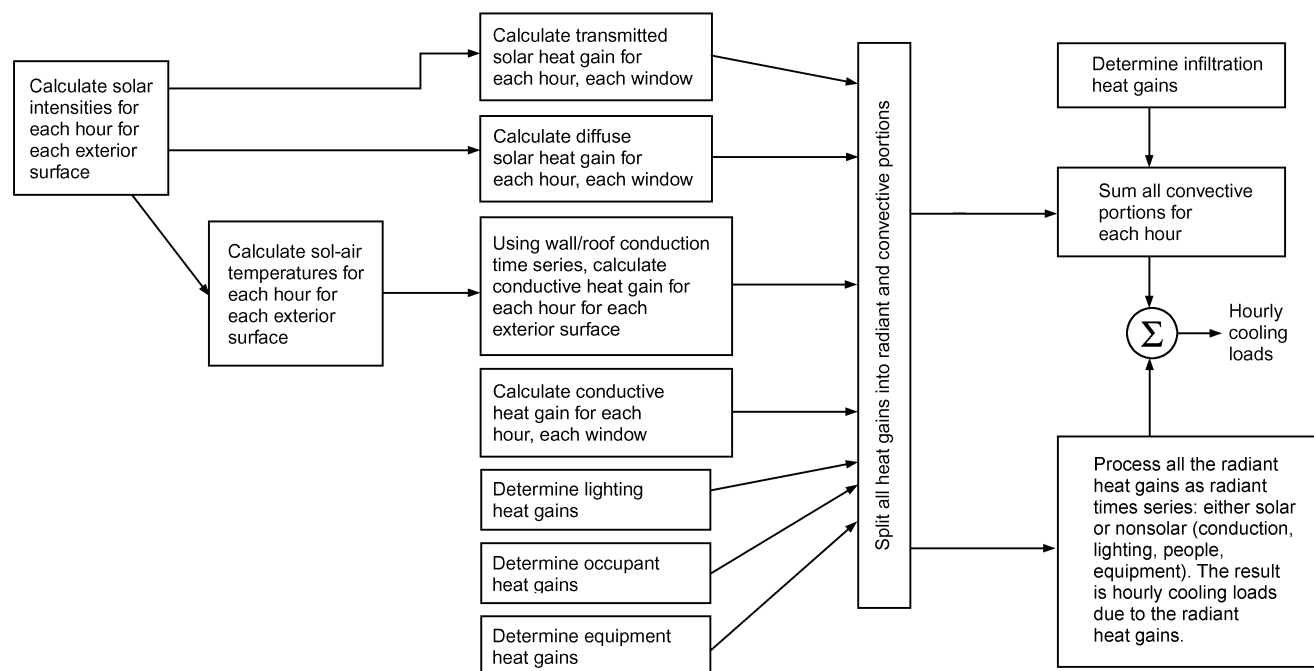 Calculate solar
intensities for
each hour for
each exterior
surface
Calculate transmitted
solar heat gain for
each hour, each window
Calculate diffuse
solar heat gain for
each hour, each window
Calculate sol-air
temperatures for
each hour for
each exterior
surface
Using wall/roof conduction
time series, calculate
conductive heat gain for
each hour for each
exterior surface
Calculate conductive
heat gain for each
hour, each window
Determine lighting
heat gains
Determine occupant
heat gains
Determine equipment
heat gains
Split all heat gains into radiant and convective portions
Determine infiltration
heat gains
Sum all convective
portions for
each hour
Σ
Hourly
cooling
loads
Process all the radiant
heat gains as radiant
times series: either solar
or nonsolar (conduction,
lighting, people,
equipment). The result
is hourly cooling loads
due to the radiant
heat gains.